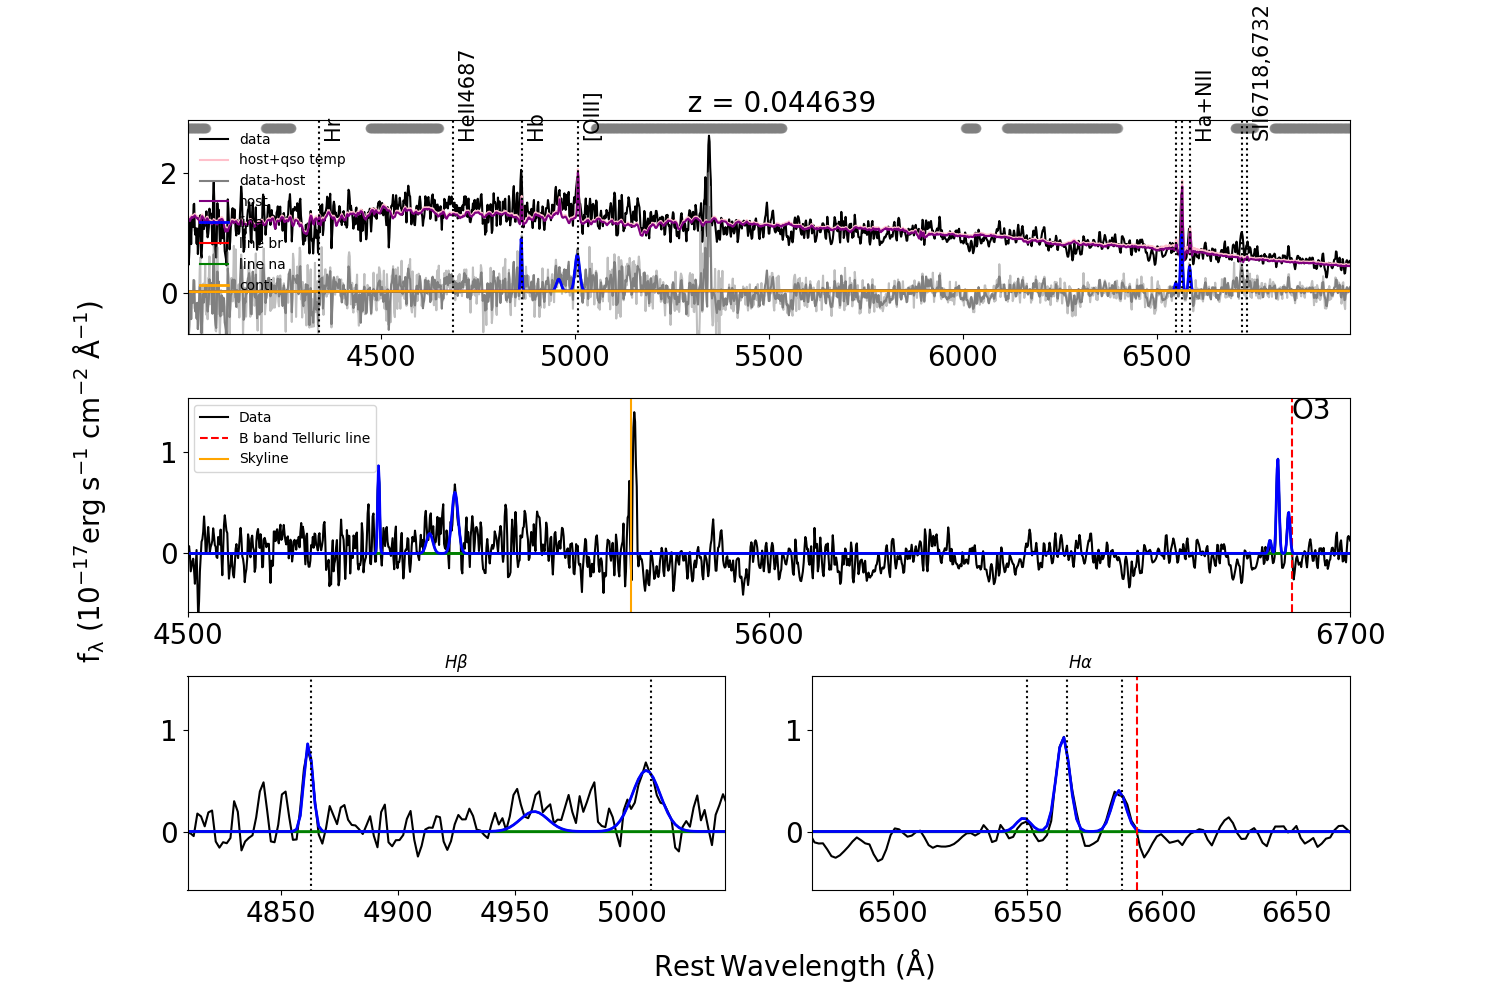 z = 0.044639
Hr
HeII4687
Hb
[OIII]
Ha+NII
SII6718,6732
data
host+qso temp
data-host
host
line br
line na
conti
2
0
4500 5000 5500 6000 6500
Data
B band Telluric line
Skyline
O3
1
0
4500 5600 6700
fλ (10−17erg s−1 cm−2 Å−1)
Hβ
1
0
4850 4900 4950 5000
Hα
1
0
6500 6550 6600 6650
Rest Wavelength (Å)